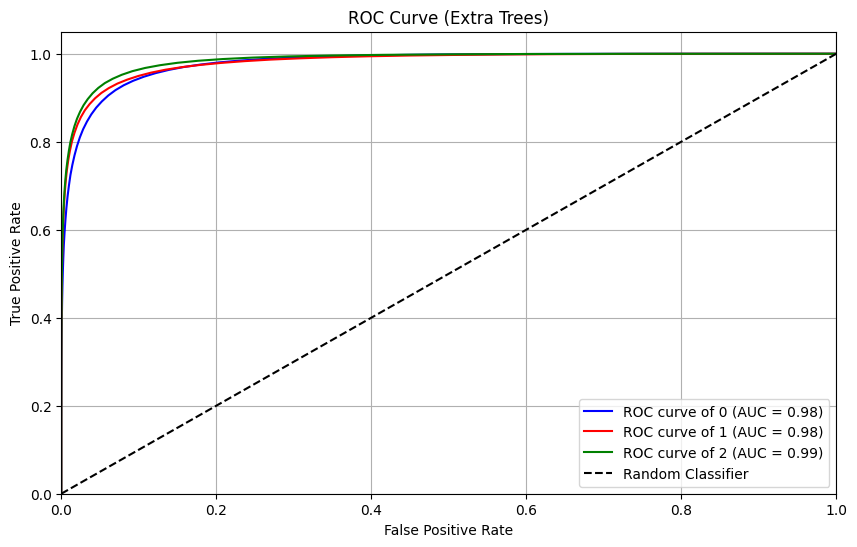 ROC Curve (Extra Trees)
1.0
0.8
0.6
0.4
0.2
0.0
True Positive Rate
0.0 0.2 0.4 0.6 0.8 1.0
False Positive Rate
ROC curve of 0 (AUC = 0.98)
ROC curve of 1 (AUC = 0.98)
ROC curve of 2 (AUC = 0.99)
Random Classifier